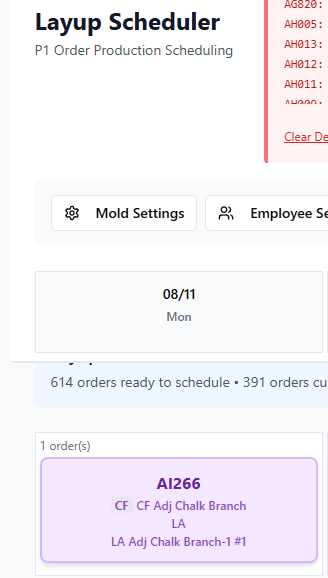 Layup Scheduler
P1 Order Production Scheduling
AG820:
AH005:
AH013:
AH012:
AH011:
Clear De
Mold Settings
Employee Se
08/11
Mon
614 orders ready to schedule • 391 orders cu
1 order(s)
AI266
CF CF Adj Chalk Branch
LA
LA Adj Chalk Branch-1 #1